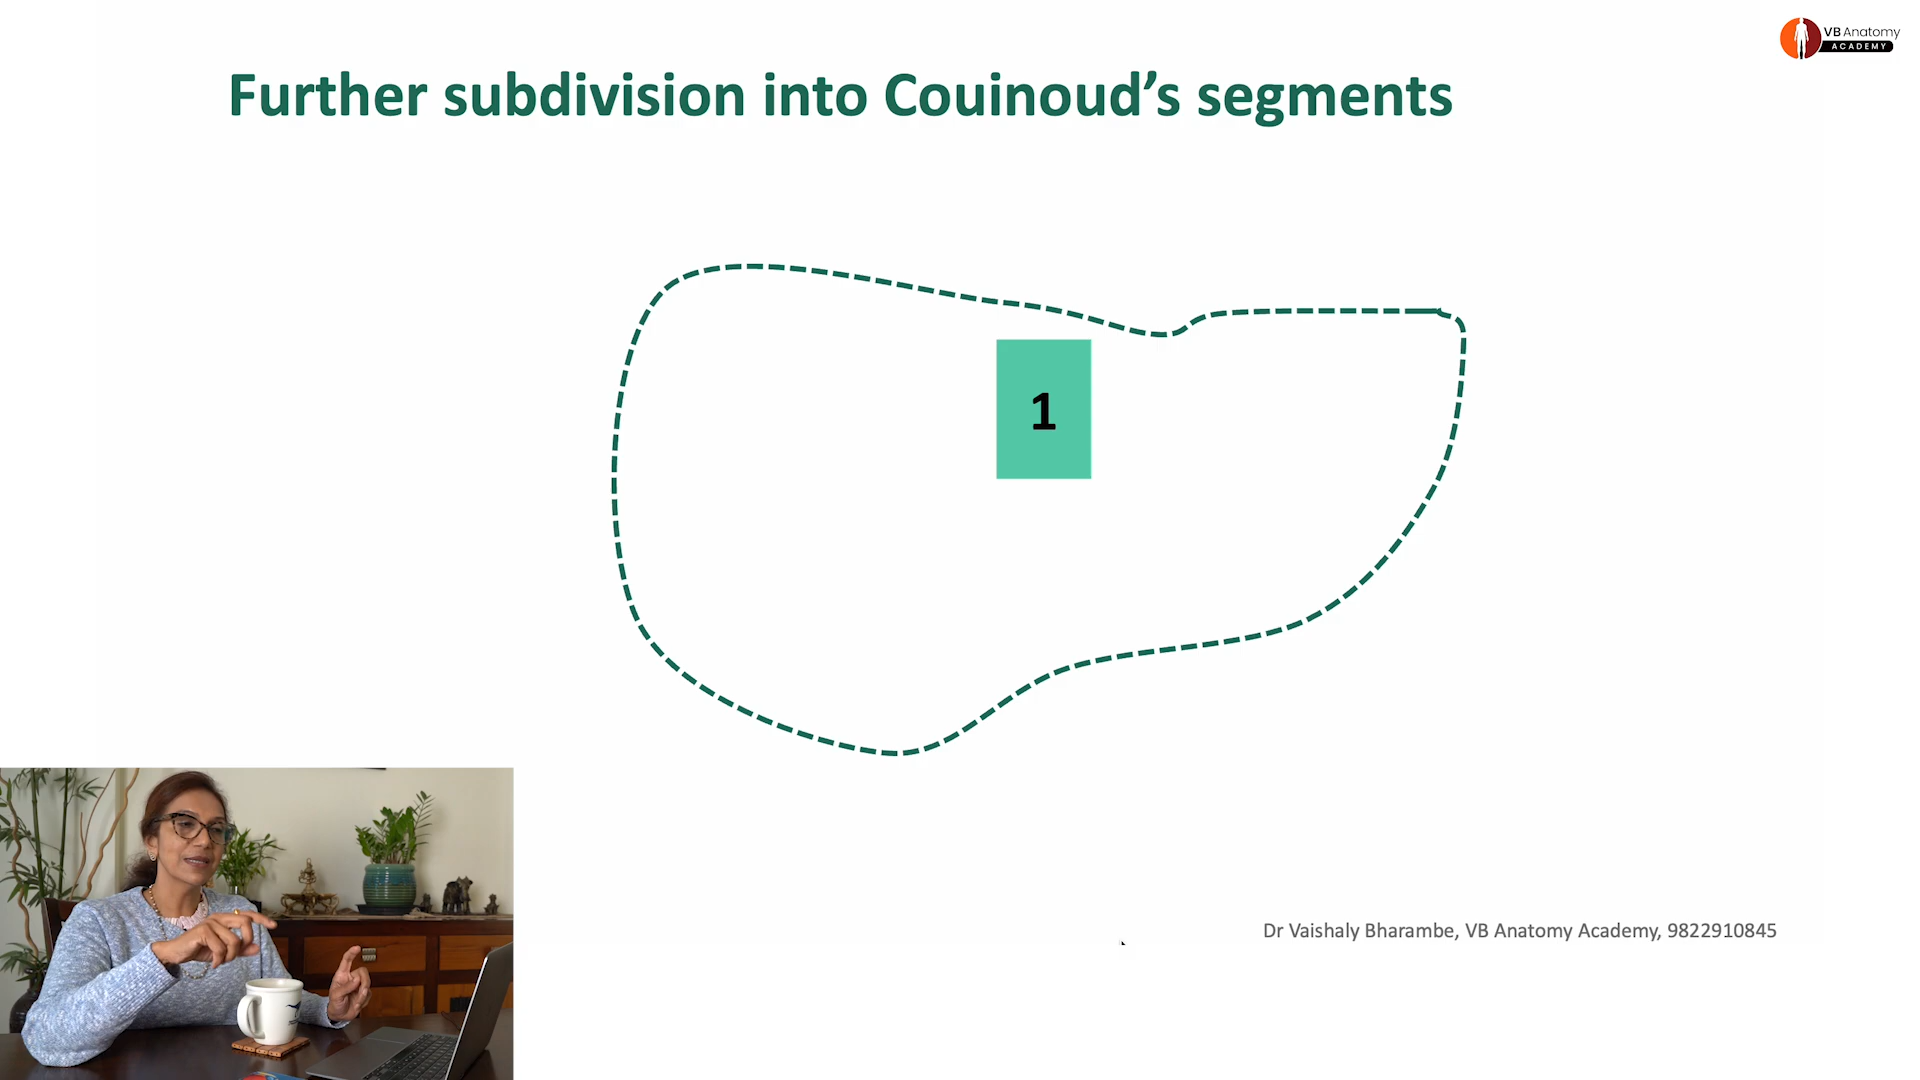 VB Anatomy
ACADEMY
Further subdivision into Couinoud’s segments
1
Dr Vaishaly Bharambe, VB Anatomy Academy, 9822910845